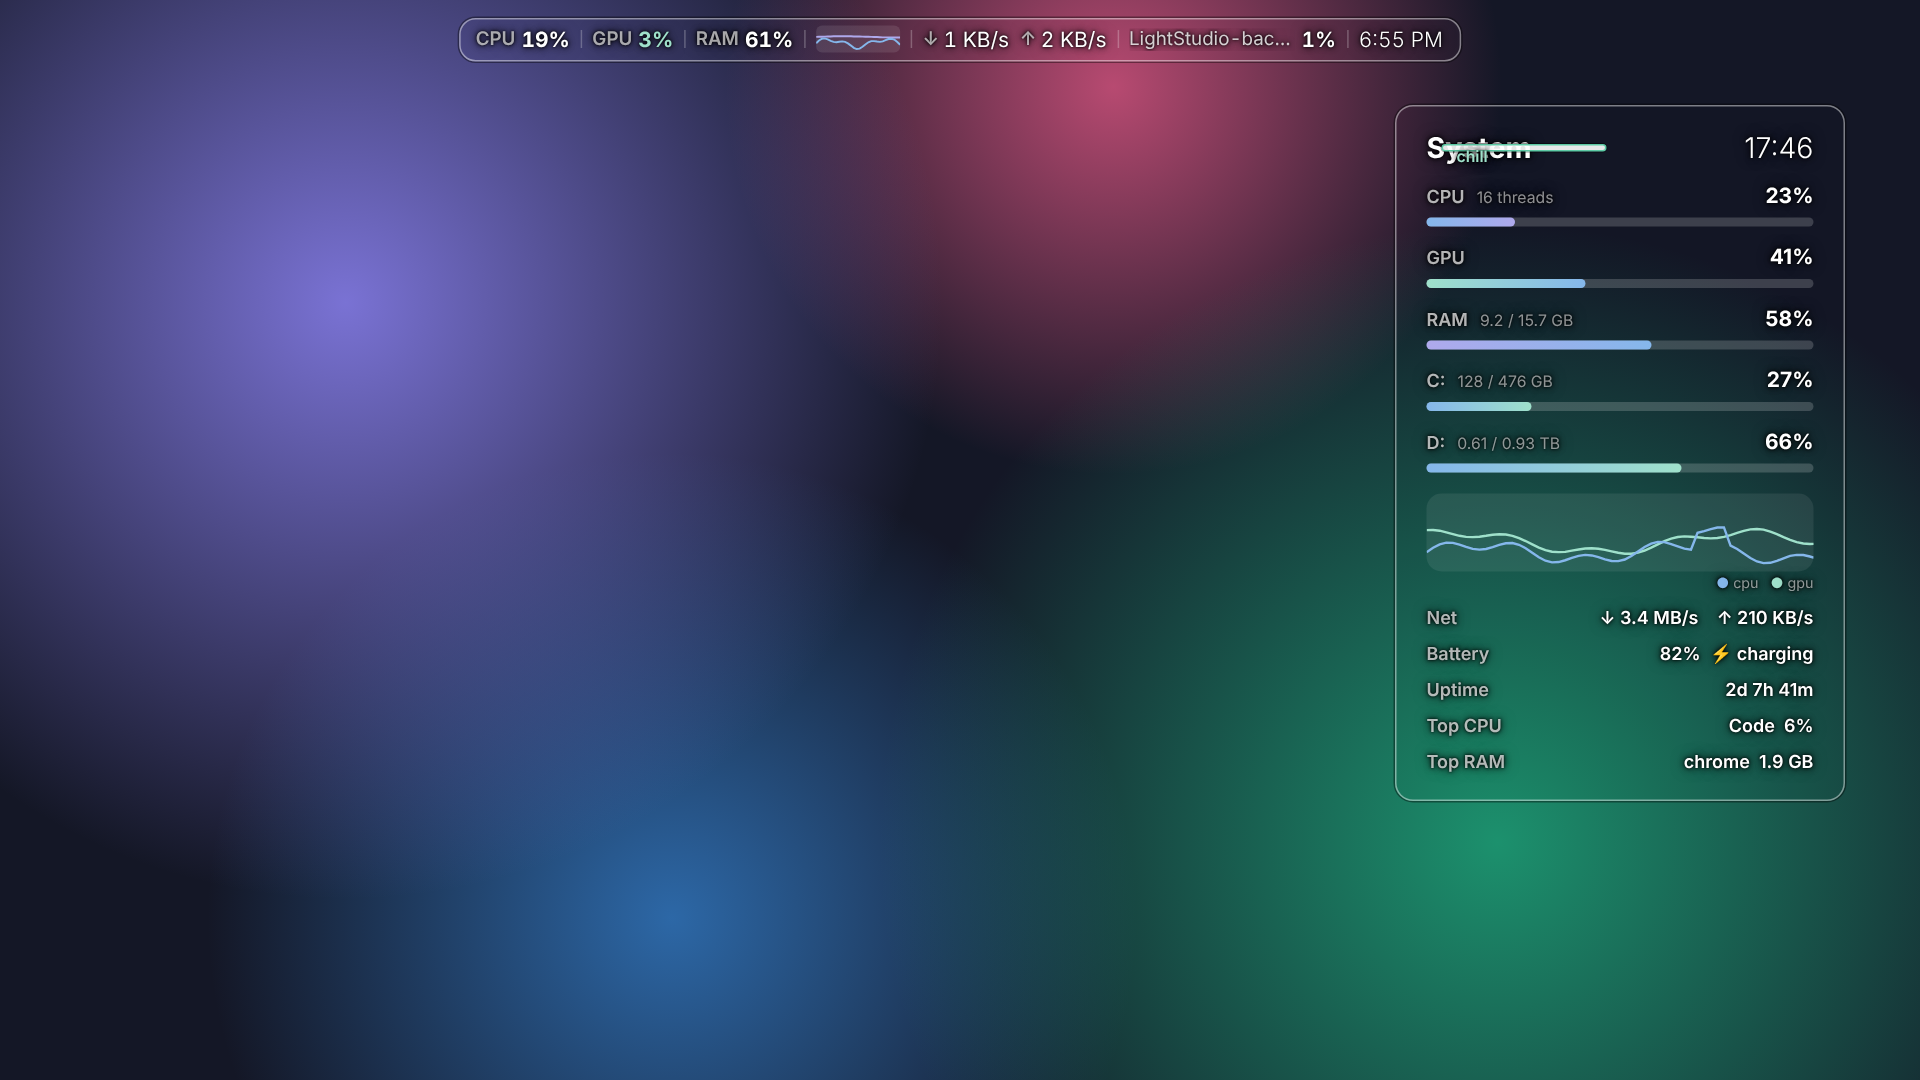 CPU 19% | GPU 3% | RAM 61% | ↓ 1 KB/s ↑ 2 KB/s | LightStudio-bac... 1% | 6:55 PM
System 17:46
chill
CPU 16 threads 23%
GPU 41%
RAM 9.2 / 15.7 GB 58%
C: 128 / 476 GB 27%
D: 0.61 / 0.93 TB 66%
cpu gpu
Net ↓ 3.4 MB/s ↑ 210 KB/s
Battery 82% ⚡ charging
Uptime 2d 7h 41m
Top CPU Code 6%
Top RAM chrome 1.9 GB